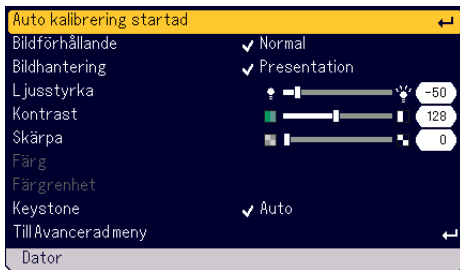 Auto kalibrering startad
Bildförhållande Normal
Bildhantering Presentation
Ljusstyrka -50
Kontrast 128
Skärpa 0
Färg
Färgrenhet
Keystone Auto
Till Avancerad meny
Dator